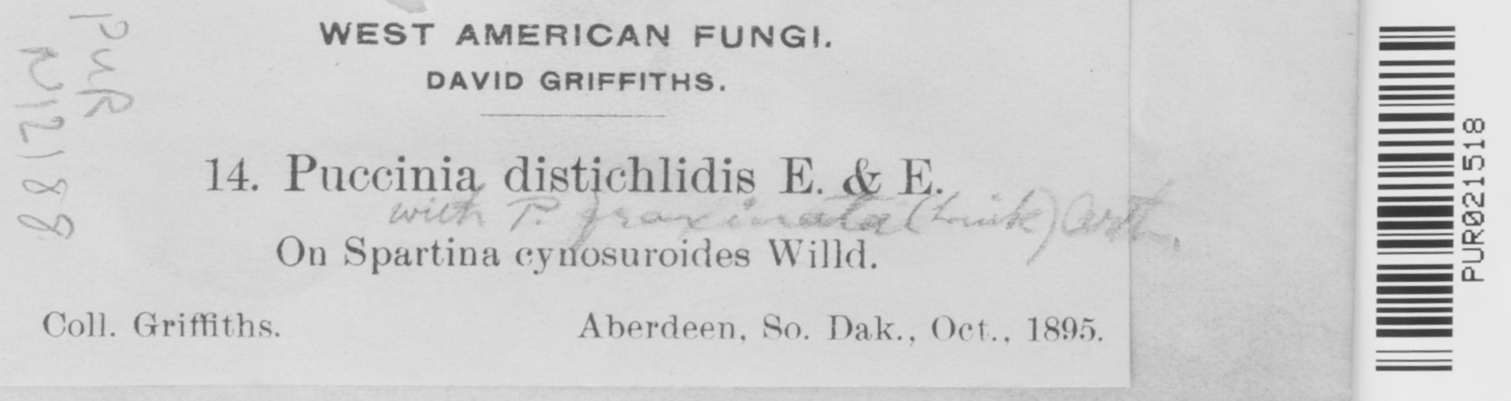 WEST AMERICAN FUNGI.
DAVID GRIFFITHS.
14. Puccinia distichlidis E. & E.
with P. fraxinata (Link) Arth.
On Spartina cynosuroides Willd.
Coll. Griffiths.
Aberdeen, So. Dak., Oct., 1895.
PUR
N12188
PUR021518